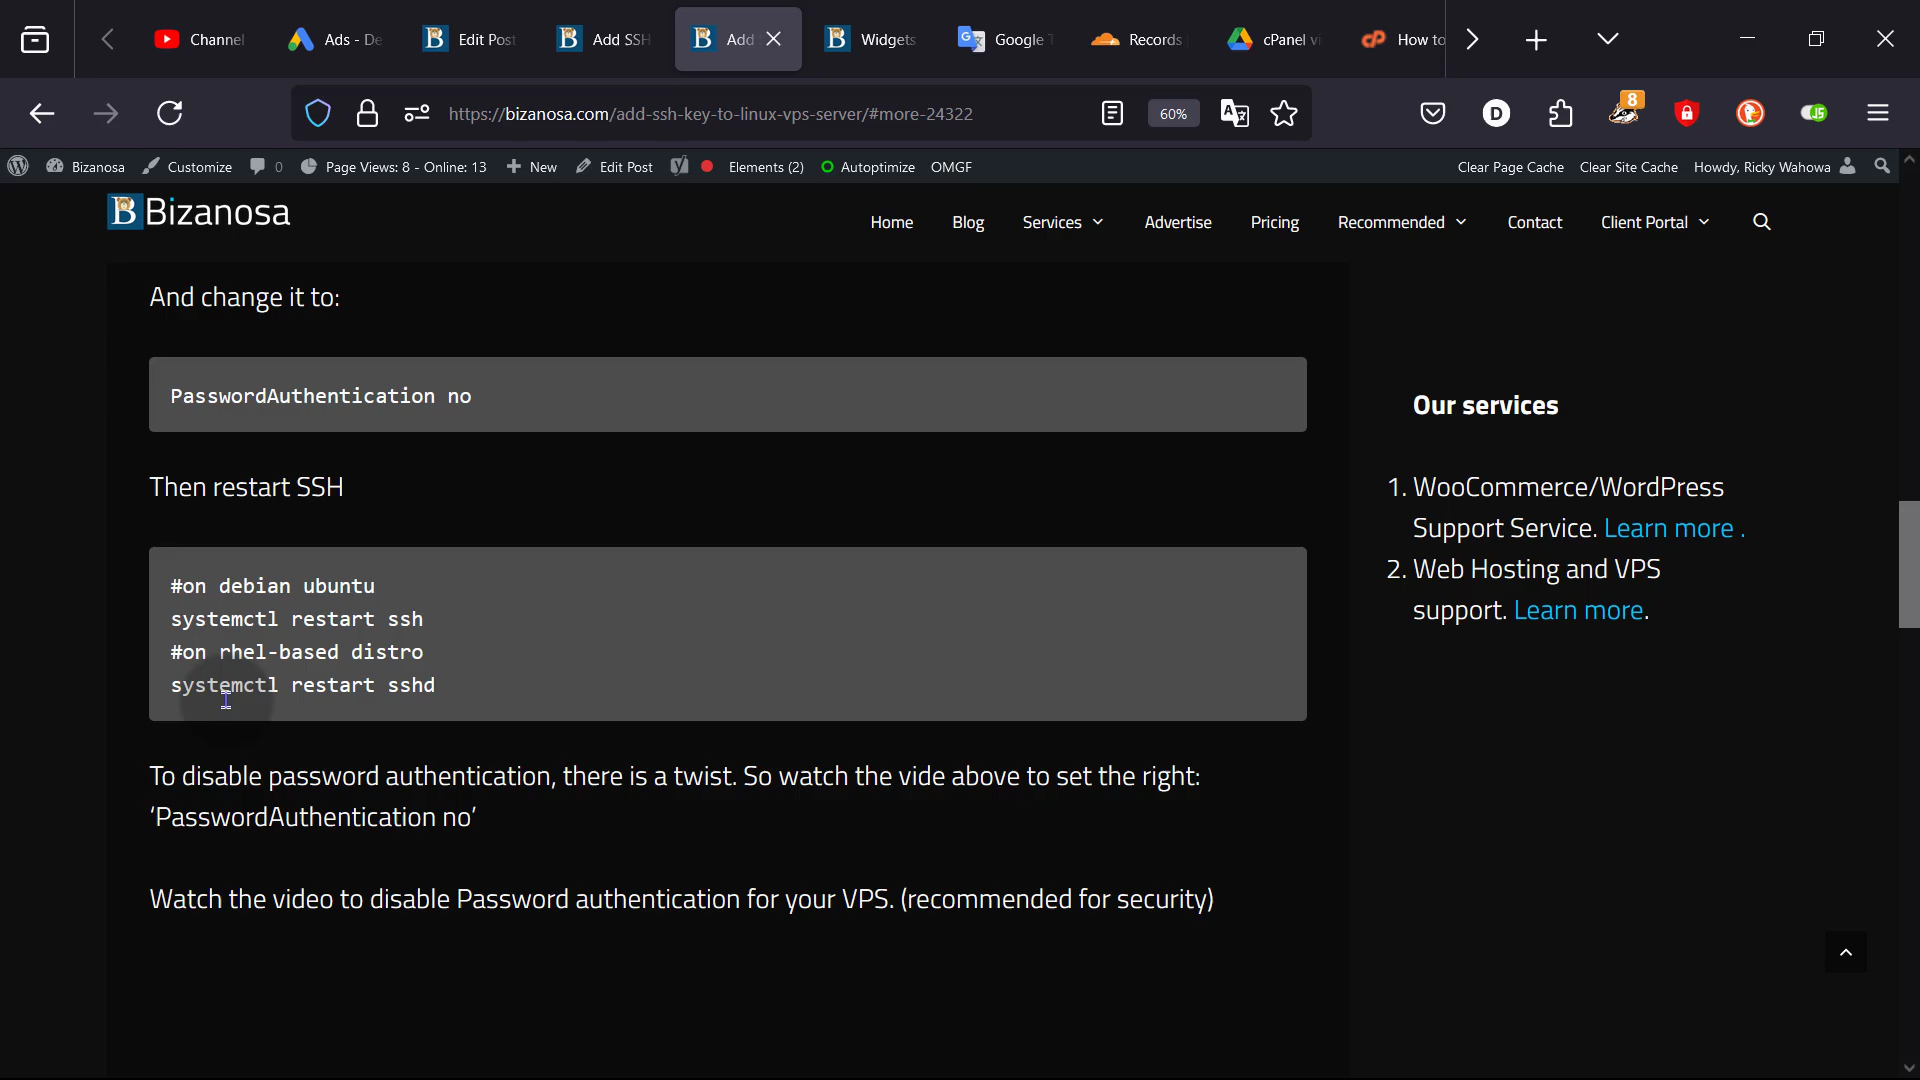 Channel
Ads - De
Edit Post
Add SSH
Add
Widgets
Google T
Records
cPanel vi
How to
https://bizanosa.com/add-ssh-key-to-linux-vps-server/#more-24322
60%
8
Bizanosa
Customize
0
Page Views: 8 - Online: 13
New
Edit Post
Elements (2)
Autoptimize
OMGF
Clear Page Cache
Clear Site Cache
Howdy, Ricky Wahowa
Bizanosa
Home
Blog
Services
Advertise
Pricing
Recommended
Contact
Client Portal
And change it to:
PasswordAuthentication no
Then restart SSH
#on debian ubuntu
systemctl restart ssh
#on rhel-based distro
systemctl restart sshd
To disable password authentication, there is a twist. So watch the vide above to set the right:
‘PasswordAuthentication no’
Watch the video to disable Password authentication for your VPS. (recommended for security)
Our services
1. WooCommerce/WordPress
Support Service. Learn more .
2. Web Hosting and VPS
support. Learn more.